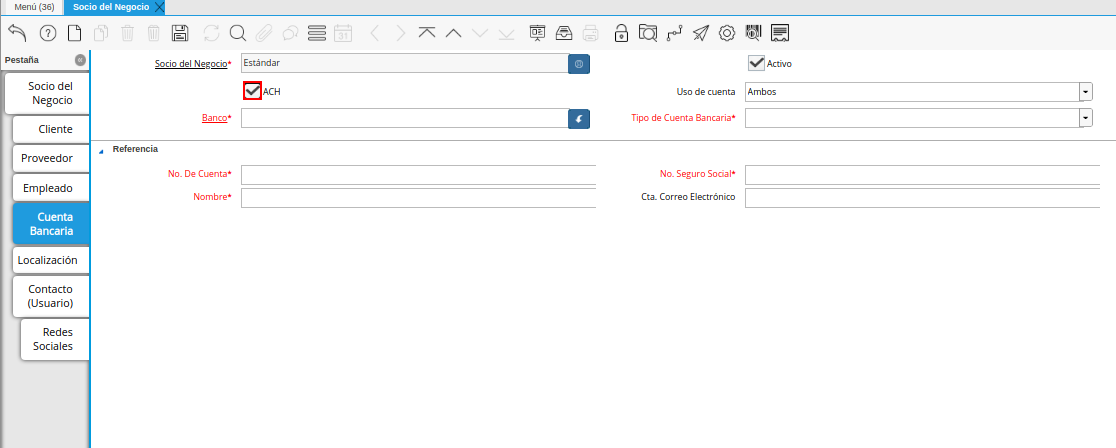 Menú (36)
Socio del Negocio
31
Pestaña
Socio del
Negocio
Cliente
Proveedor
Empleado
Cuenta
Bancaria
Localización
Contacto
(Usuario)
Redes
Sociales
Socio del Negocio* Estándar
Activo
ACH
Uso de cuenta Ambos
Banco*
Tipo de Cuenta Bancaria*
Referencia
No. De Cuenta*
No. Seguro Social*
Nombre*
Cta. Correo Electrónico